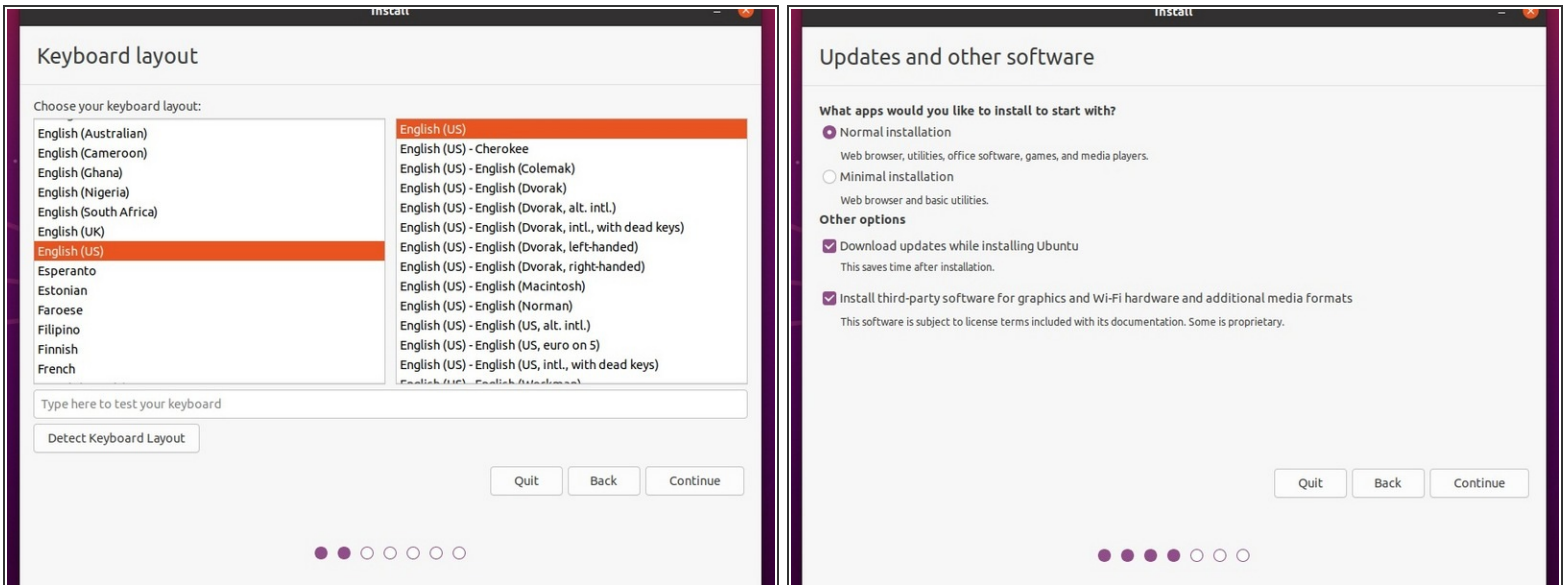 Install
Keyboard layout
Choose your keyboard layout:
English (Australian)
English (Cameroon)
English (Ghana)
English (Nigeria)
English (South Africa)
English (UK)
English (US)
Esperanto
Estonian
Faroese
Filipino
Finnish
French
English (US)
English (US) - Cherokee
English (US) - English (Colemak)
English (US) - English (Dvorak)
English (US) - English (Dvorak, alt. intl.)
English (US) - English (Dvorak, intl., with dead keys)
English (US) - English (Dvorak, left-handed)
English (US) - English (Dvorak, right-handed)
English (US) - English (Macintosh)
English (US) - English (Norman)
English (US) - English (US, alt. intl.)
English (US) - English (US, euro on 5)
English (US) - English (US, intl., with dead keys)
English (US) - English (Workman)
Type here to test your keyboard
Detect Keyboard Layout
Quit Back Continue
Install
Updates and other software
What apps would you like to install to start with?
Normal installation
Web browser, utilities, office software, games, and media players.
Minimal installation
Web browser and basic utilities.
Other options
Download updates while installing Ubuntu
This saves time after installation.
Install third-party software for graphics and Wi-Fi hardware and additional media formats
This software is subject to license terms included with its documentation. Some is proprietary.
Quit Back Continue